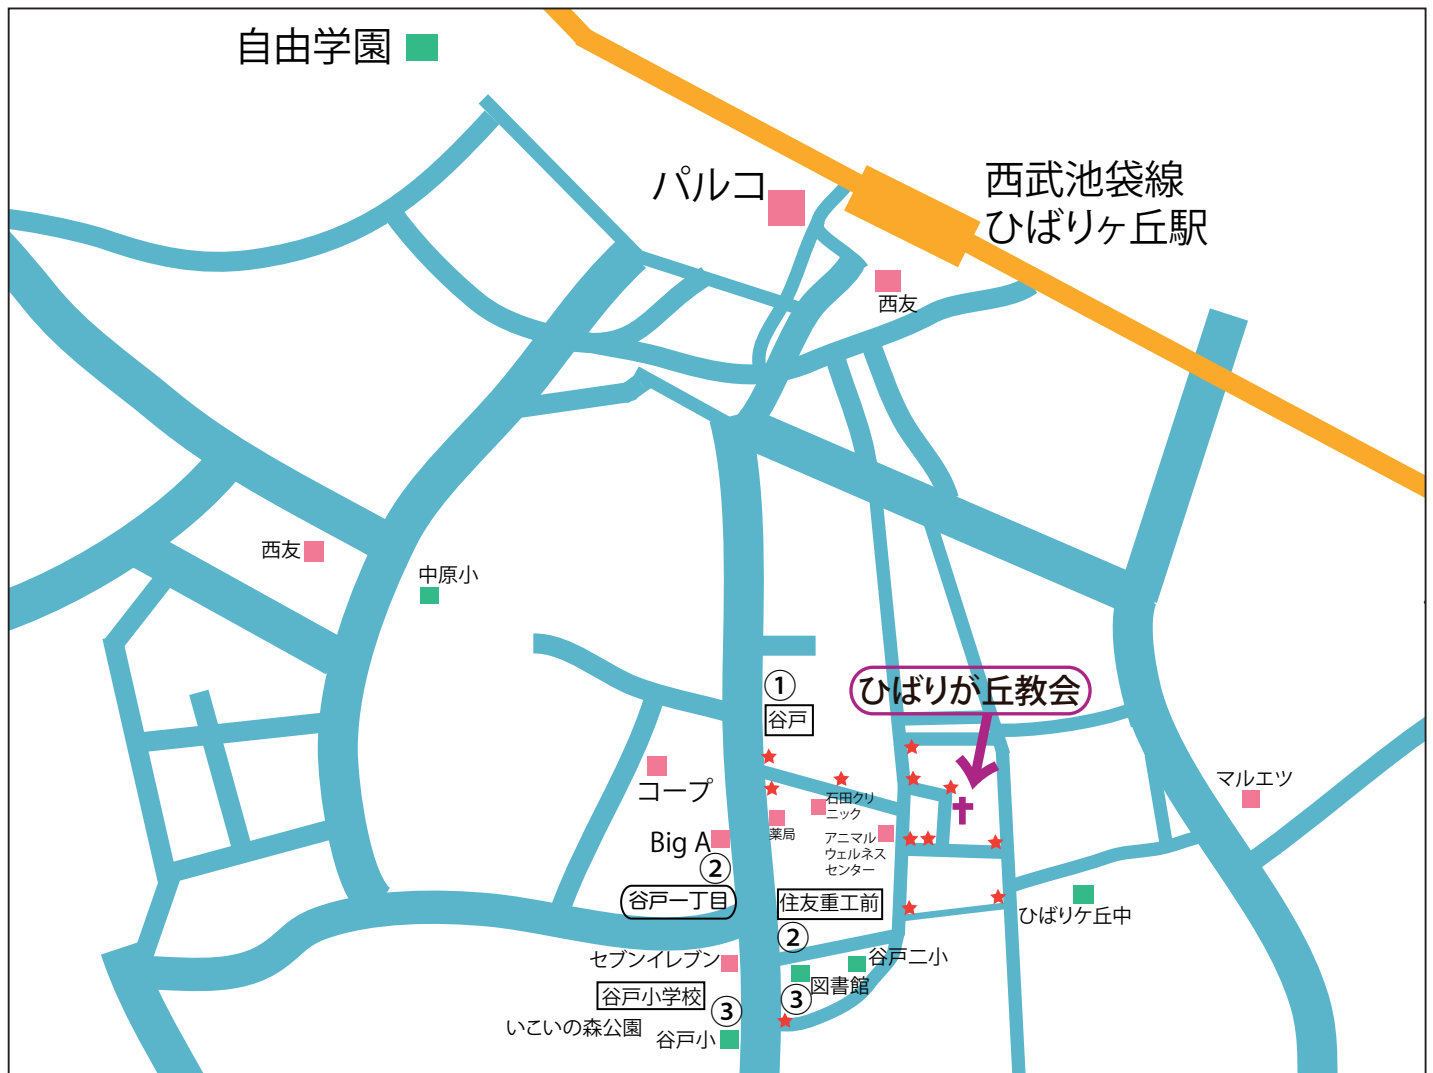 自由学園
パルコ
西武池袋線
ひばりヶ丘駅
西友
西友
中原小
①
谷戸
ひばりが丘教会
コープ
石田クリ
ニック
マルエツ
薬局
アニマル
ウェルネス
センター
Big A
②
谷戸一丁目
住友重工前
②
ひばりケ丘中
セブンイレブン
谷戸二小
図書館
谷戸小学校
③
③
いこいの森公園
谷戸小